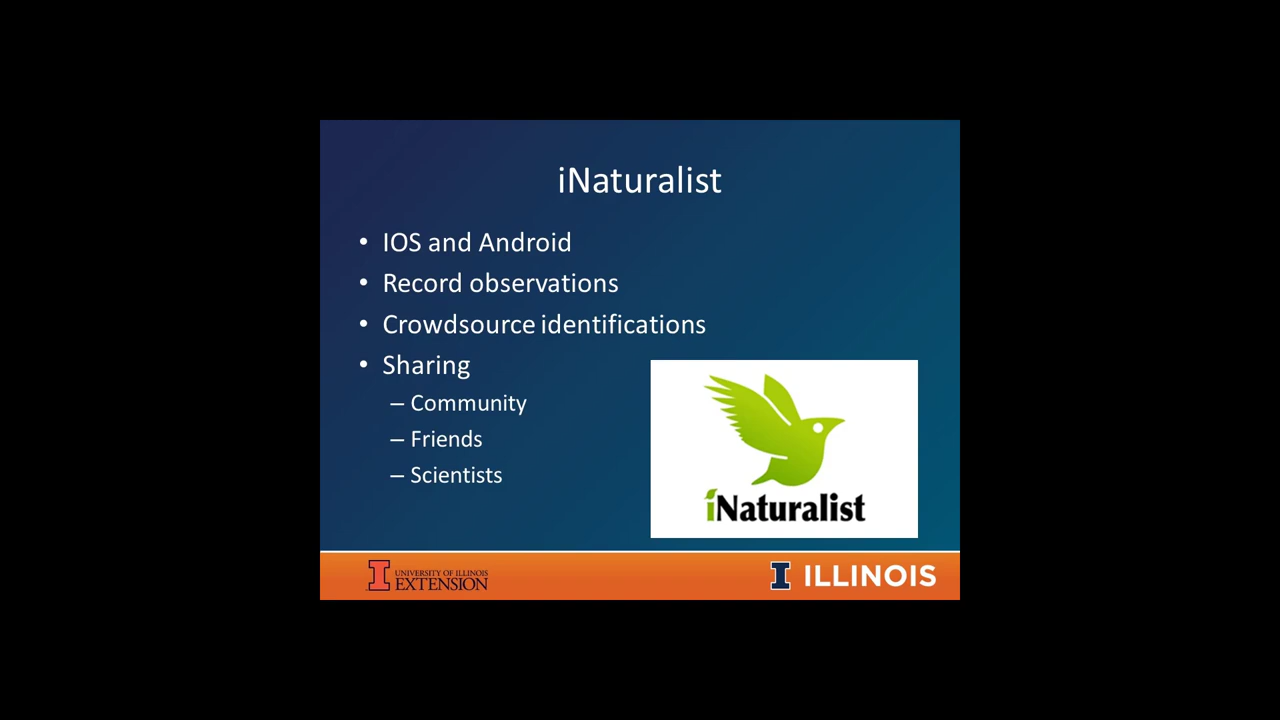 iNaturalist
• IOS and Android
• Record observations
• Crowdsource identifications
• Sharing
– Community
– Friends
– Scientists
iNaturalist
I UNIVERSITY OF ILLINOIS
EXTENSION
I ILLINOIS